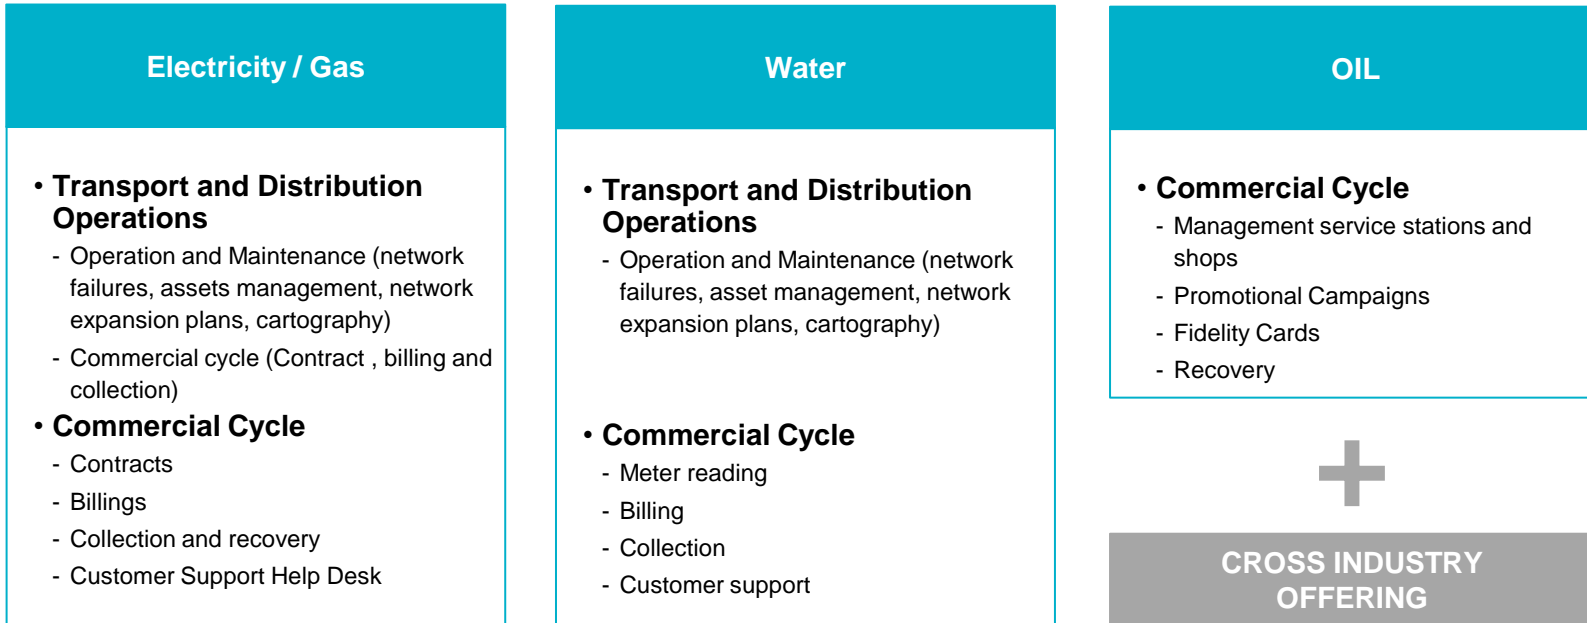 Electricity / Gas
• Transport and Distribution
Operations
- Operation and Maintenance (network
failures, assets management, network
expansion plans, cartography)
- Commercial cycle (Contract , billing and
collection)
• Commercial Cycle
- Contracts
- Billings
- Collection and recovery
- Customer Support Help Desk
Water
• Transport and Distribution
Operations
- Operation and Maintenance (network
failures, asset management, network
expansion plans, cartography)
• Commercial Cycle
- Meter reading
- Billing
- Collection
- Customer support
OIL
• Commercial Cycle
- Management service stations and
shops
- Promotional Campaigns
- Fidelity Cards
- Recovery
+
CROSS INDUSTRY
OFFERING